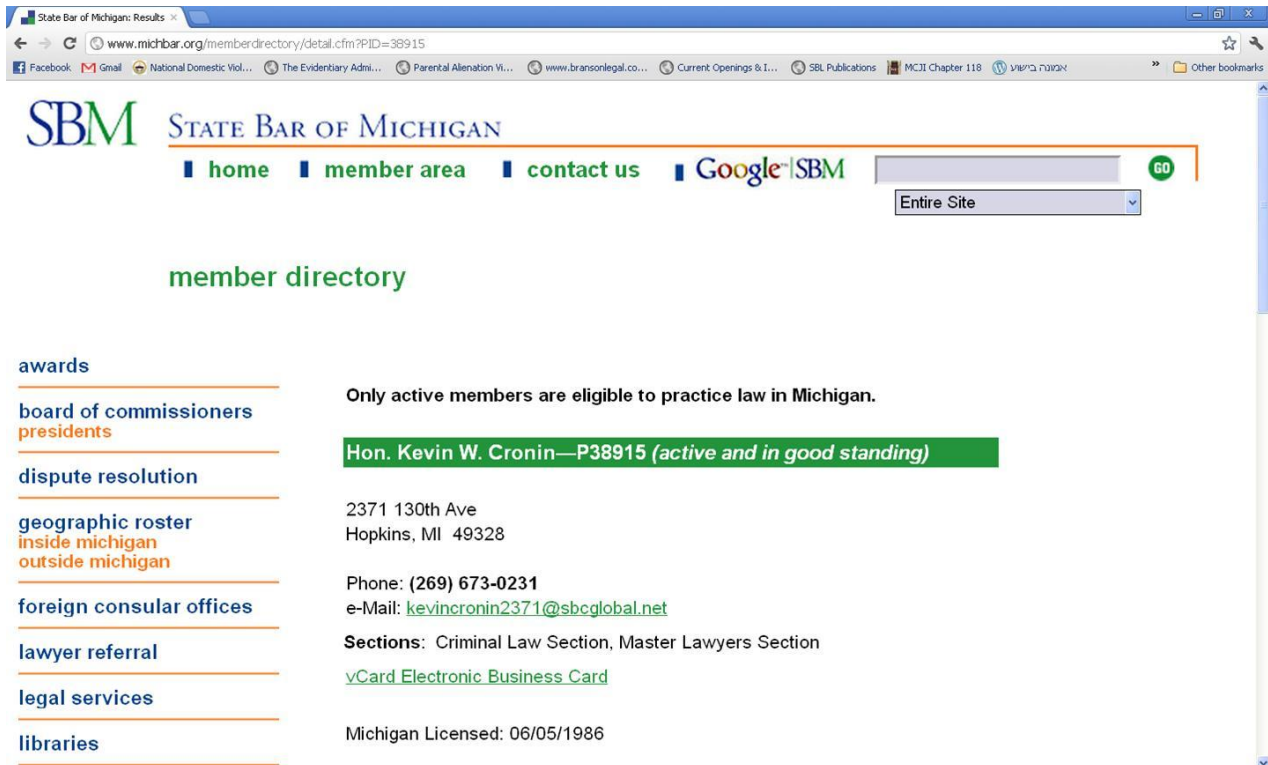 State Bar of Michigan: Results
www.michbar.org/memberdirectory/detail.cfm?PID=38915
Facebook Gmail National Domestic Viol... The Evidentiary Admi... Parental Alienation Vi... www.bransonlegal.co... Current Openings & I... SBL Publications MCJI Chapter 118 אמונה בישוע » Other bookmarks
SBM STATE BAR OF MICHIGAN
home member area contact us Google™|SBM GO
Entire Site
member directory
awards
board of commissioners
presidents
dispute resolution
geographic roster
inside michigan
outside michigan
foreign consular offices
lawyer referral
legal services
libraries
Only active members are eligible to practice law in Michigan.
Hon. Kevin W. Cronin—P38915 (active and in good standing)
2371 130th Ave
Hopkins, MI 49328
Phone: (269) 673-0231
e-Mail: kevincronin2371@sbcglobal.net
Sections: Criminal Law Section, Master Lawyers Section
vCard Electronic Business Card
Michigan Licensed: 06/05/1986